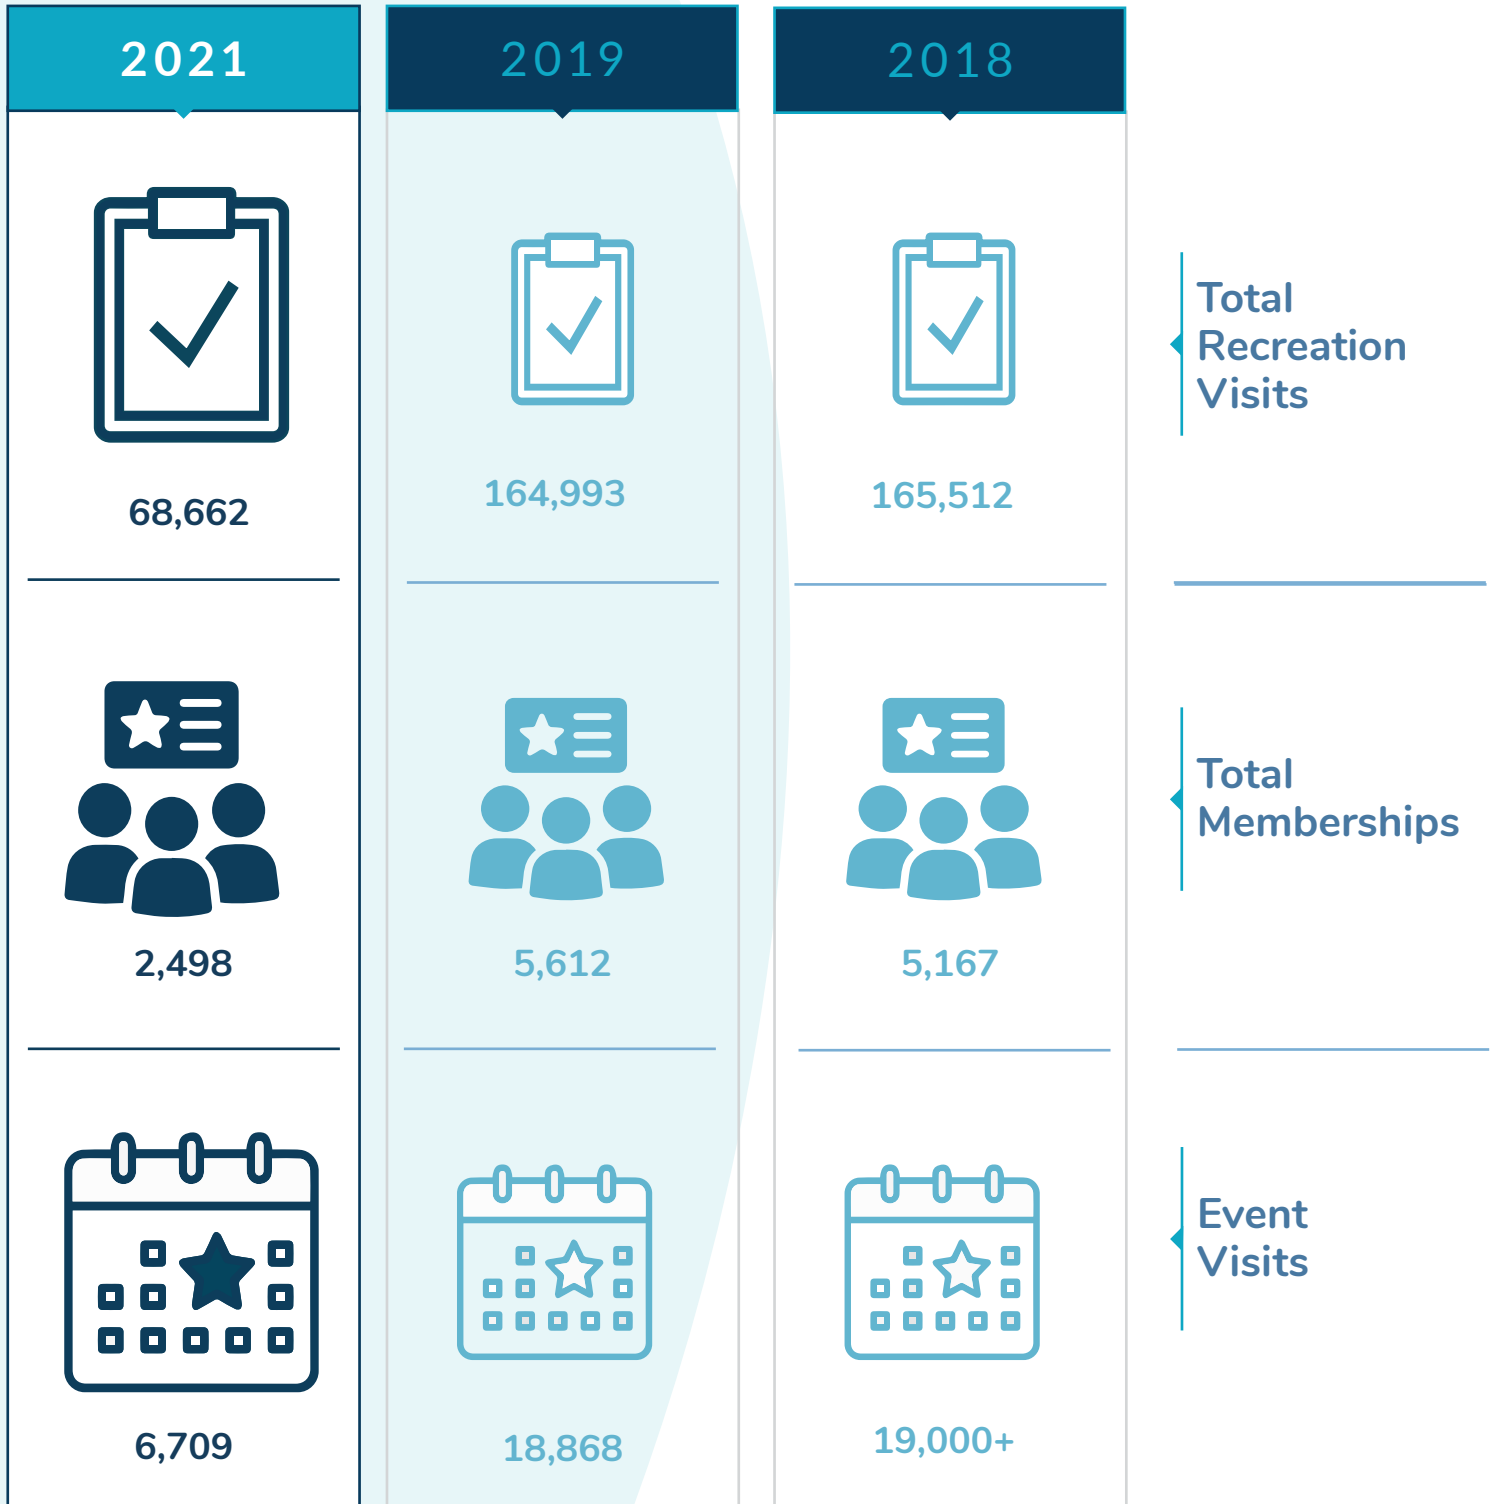 2021
2019
2018
68,662
164,993
165,512
Total
Recreation
Visits
2,498
5,612
5,167
Total
Memberships
6,709
18,868
19,000+
Event
Visits